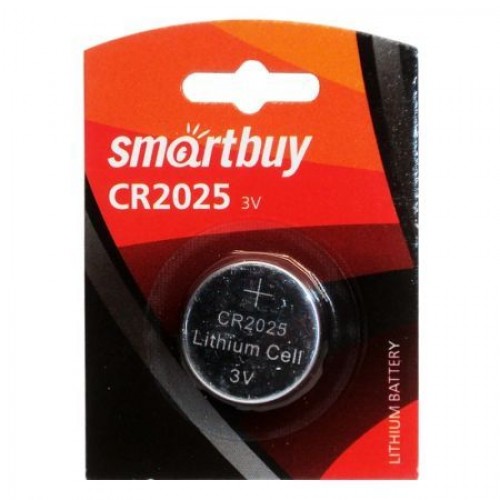 smartbuy
CR2025 3V
+
CR2025
Lithium Cell
3V
LITHIUM BATTERY